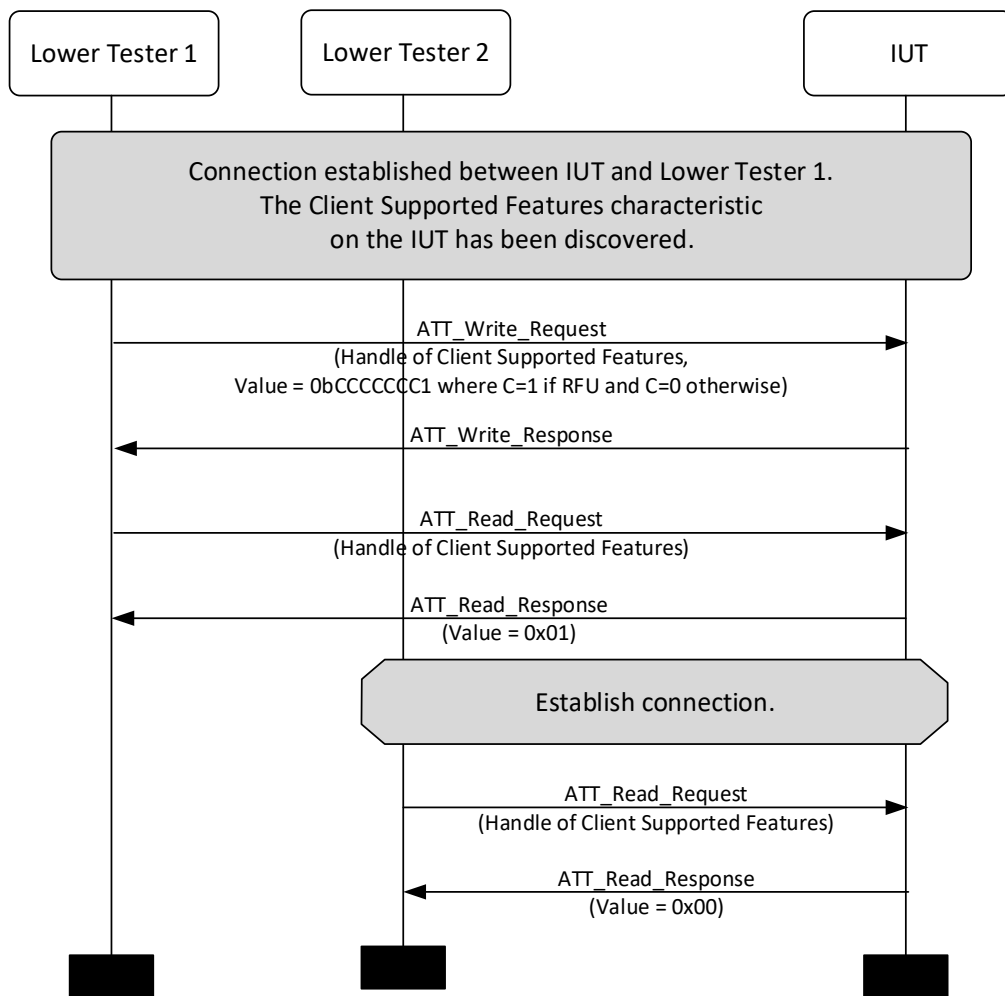 Lower Tester 1
Lower Tester 2
IUT
Connection established between IUT and Lower Tester 1.
The Client Supported Features characteristic
on the IUT has been discovered.
ATT_Write_Request
(Handle of Client Supported Features,
Value = 0bCCCCCCC1 where C=1 if RFU and C=0 otherwise)
ATT_Write_Response
ATT_Read_Request
(Handle of Client Supported Features)
ATT_Read_Response
(Value = 0x01)
Establish connection.
ATT_Read_Request
(Handle of Client Supported Features)
ATT_Read_Response
(Value = 0x00)